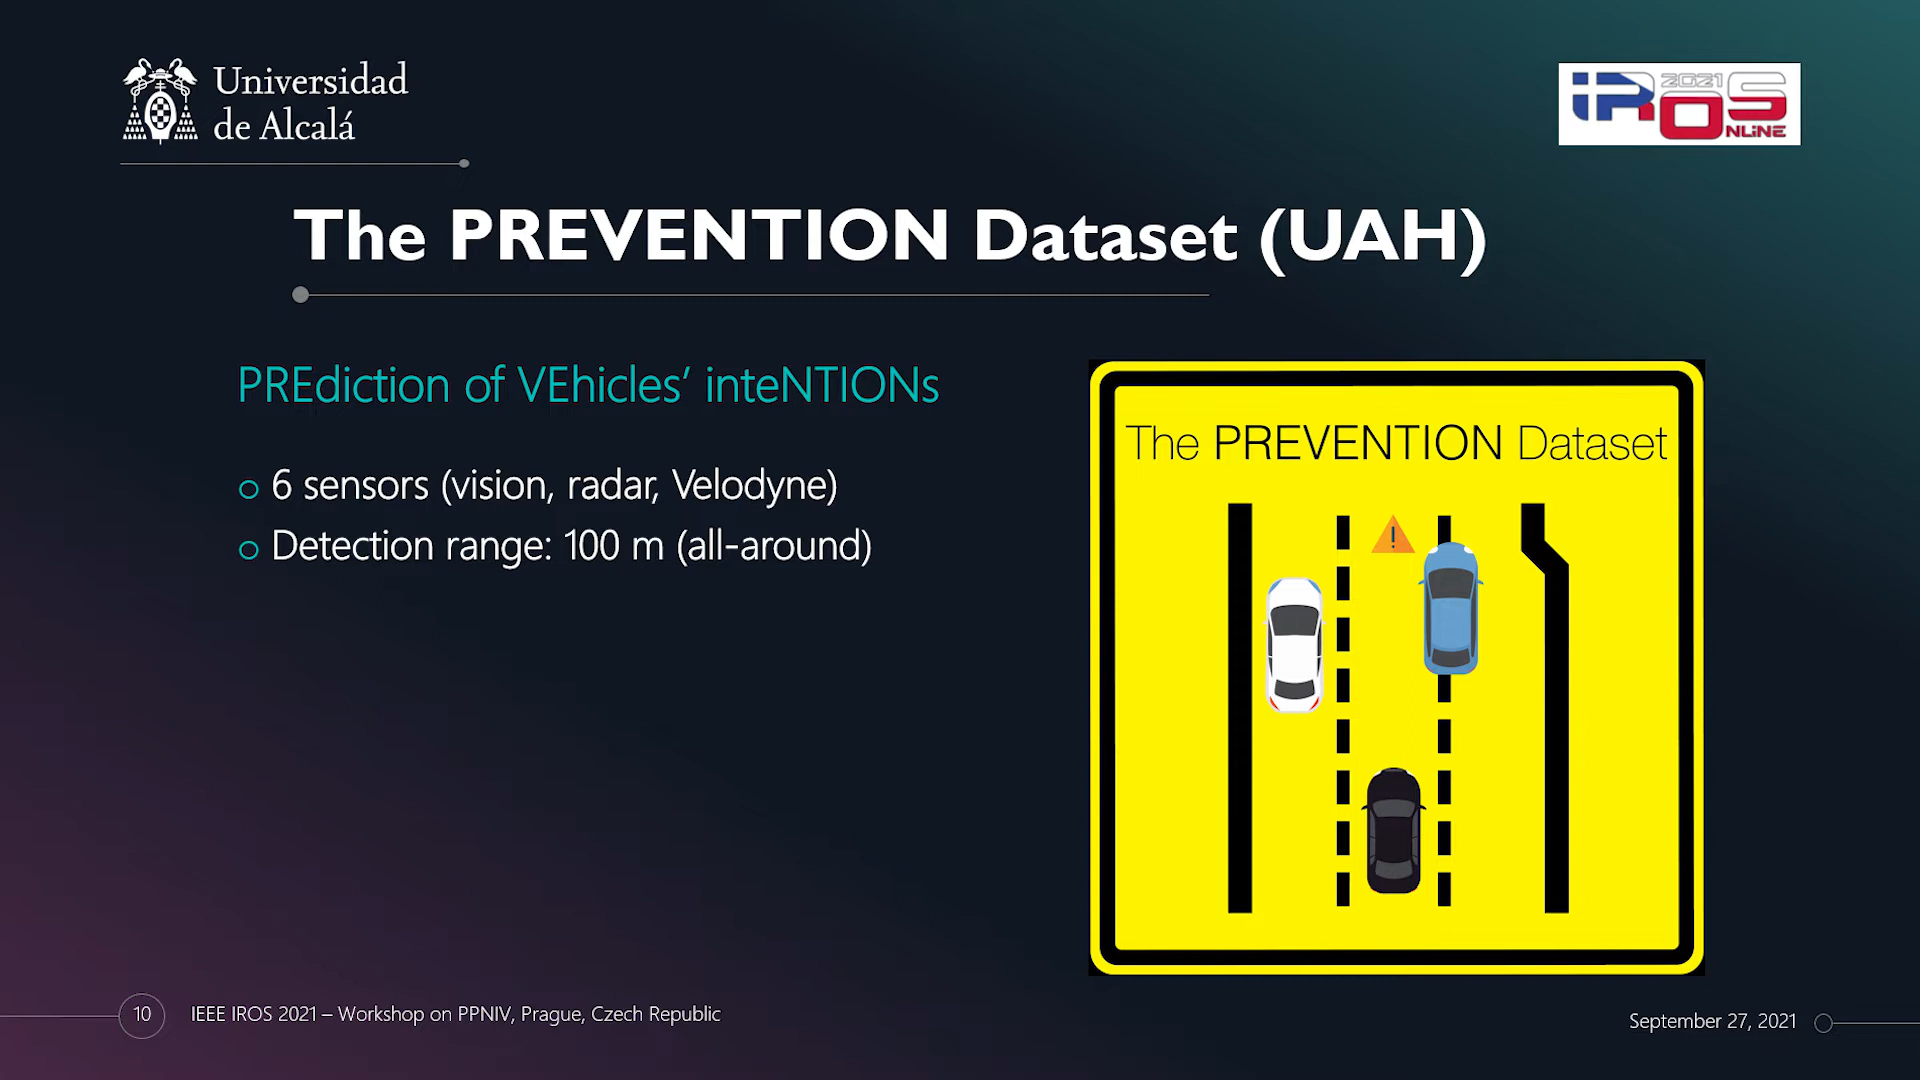 Universidad
de Alcalá
2021
iROS
ONLiNE
The PREVENTION Dataset (UAH)
PREdiction of VEhicles’ inteNTIONs
6 sensors (vision, radar, Velodyne)
Detection range: 100 m (all-around)
The PREVENTION Dataset
!
10
IEEE IROS 2021 – Workshop on PPNIV, Prague, Czech Republic
September 27, 2021